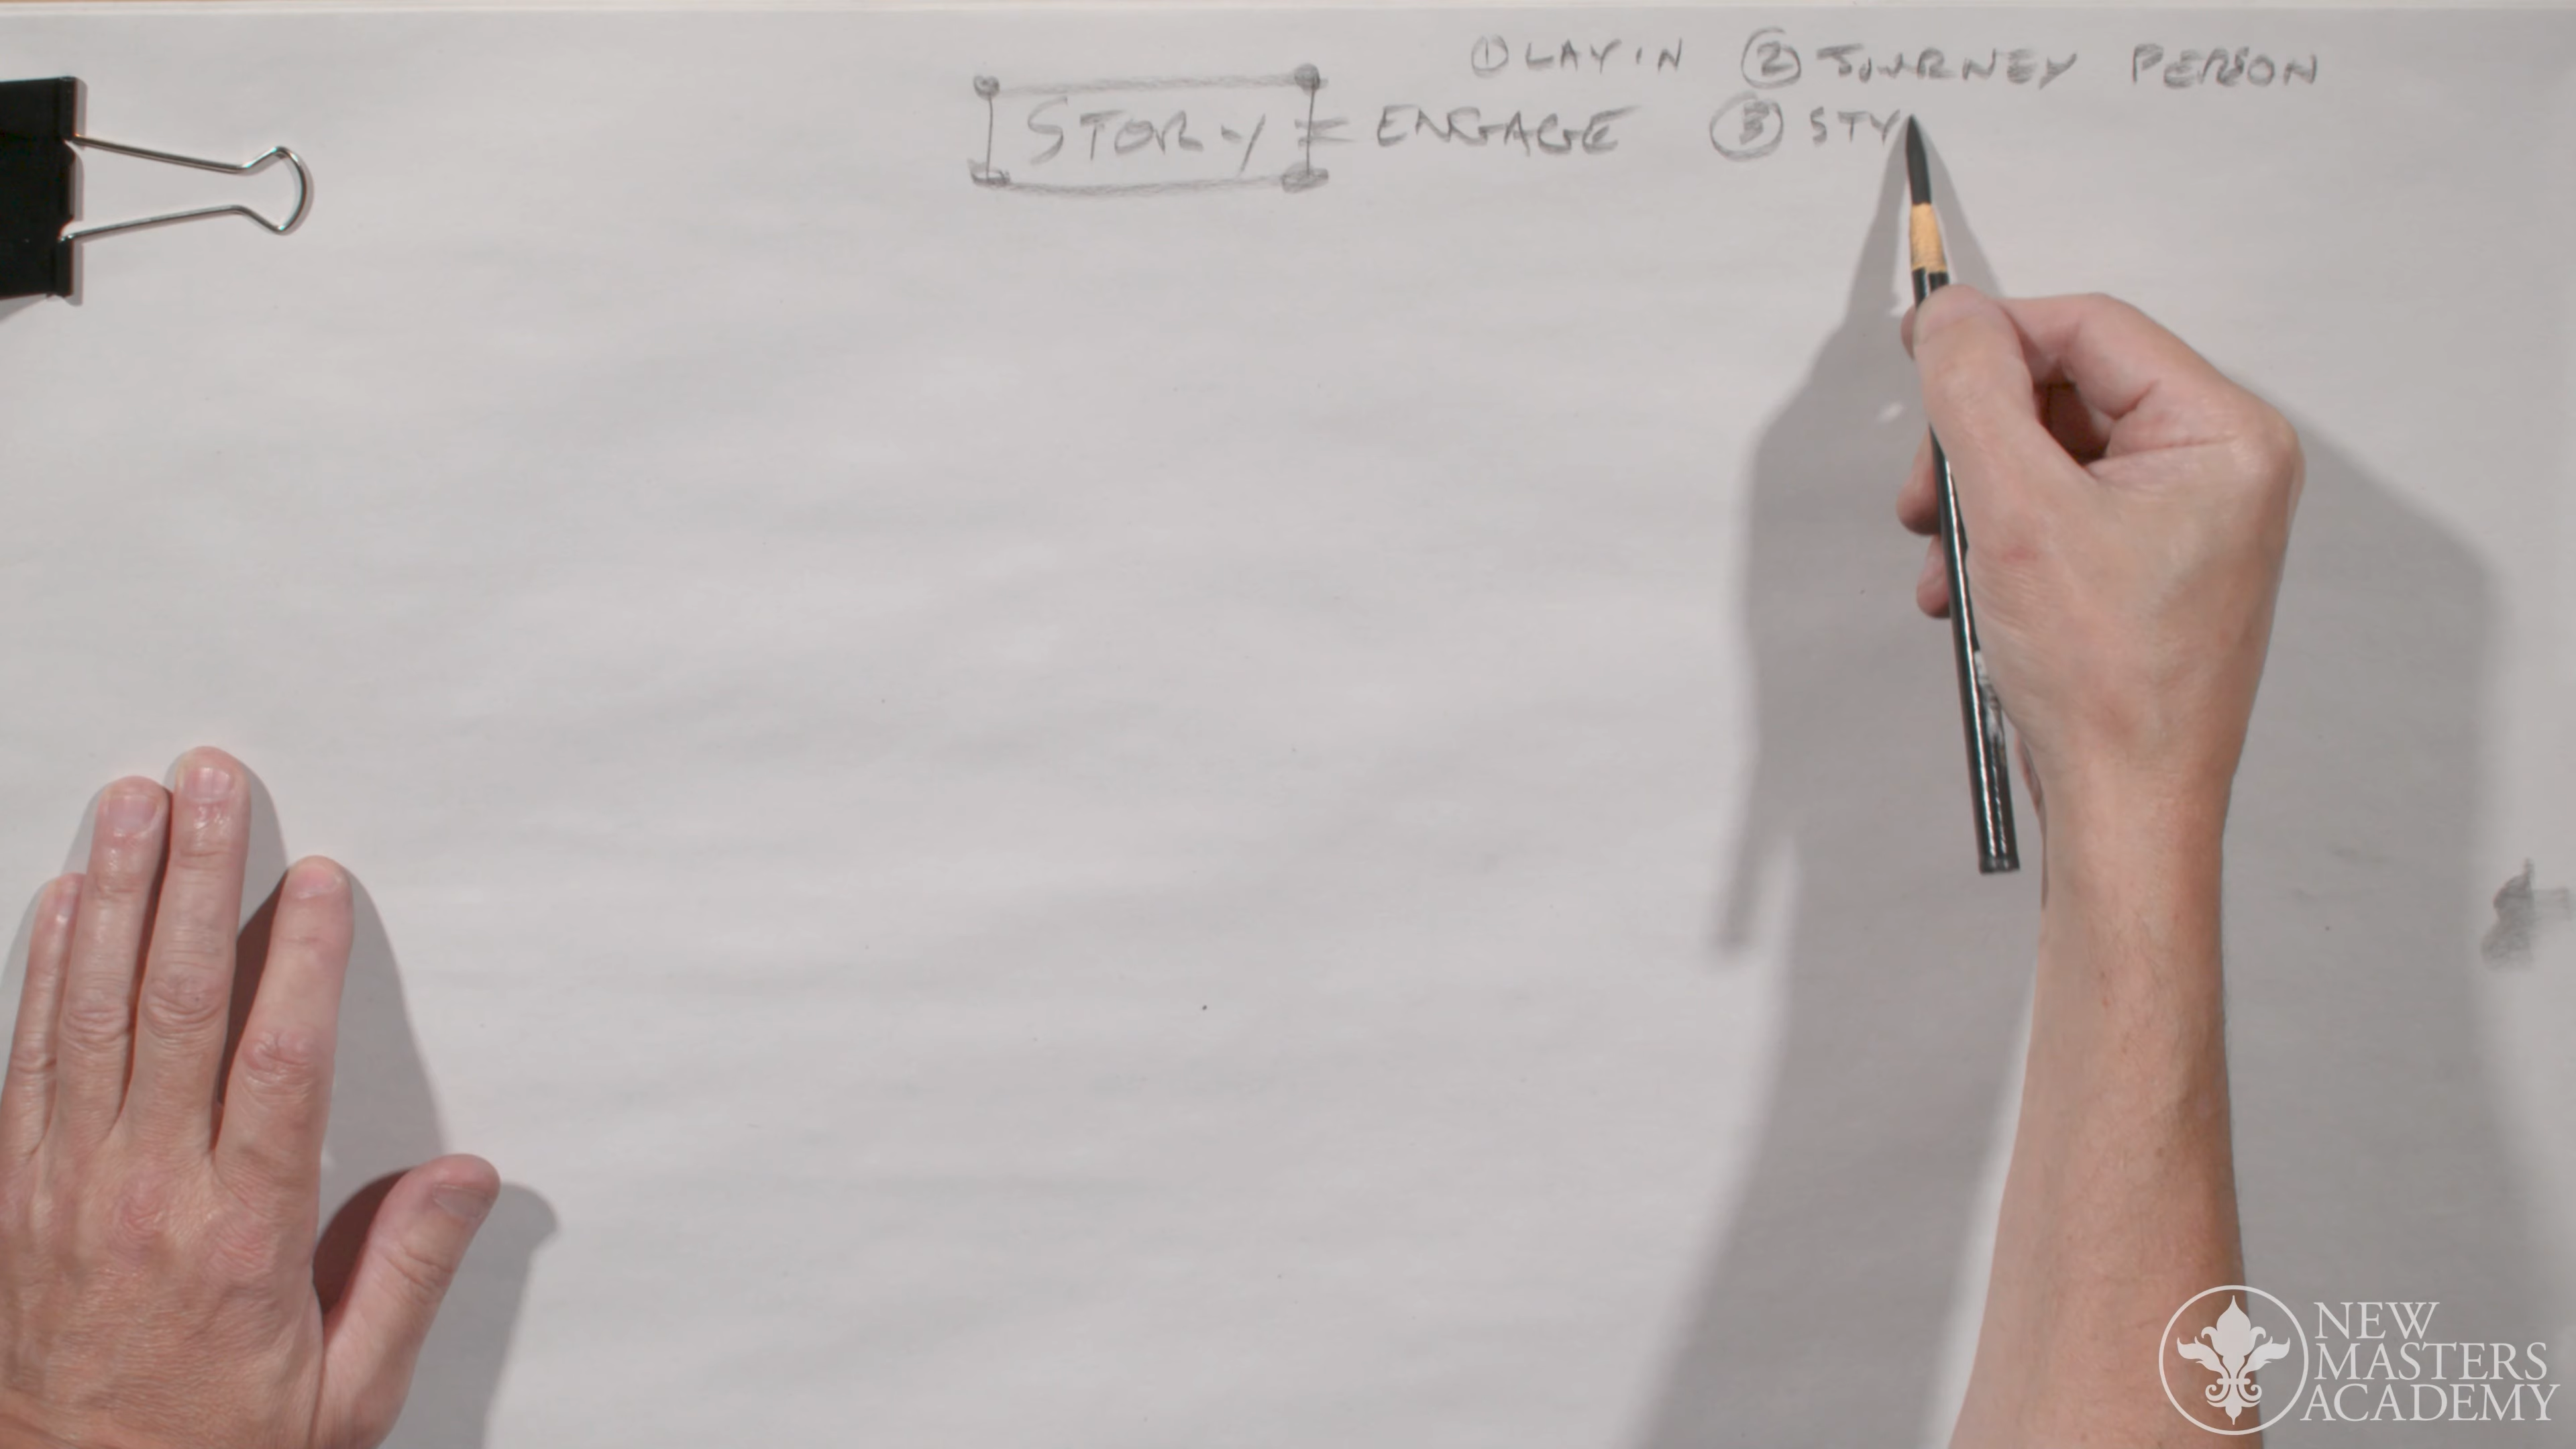 ① LAY IN ② JOURNEY PERSON
STORY = ENGAGE ③ STY
NEW
MASTERS
ACADEMY